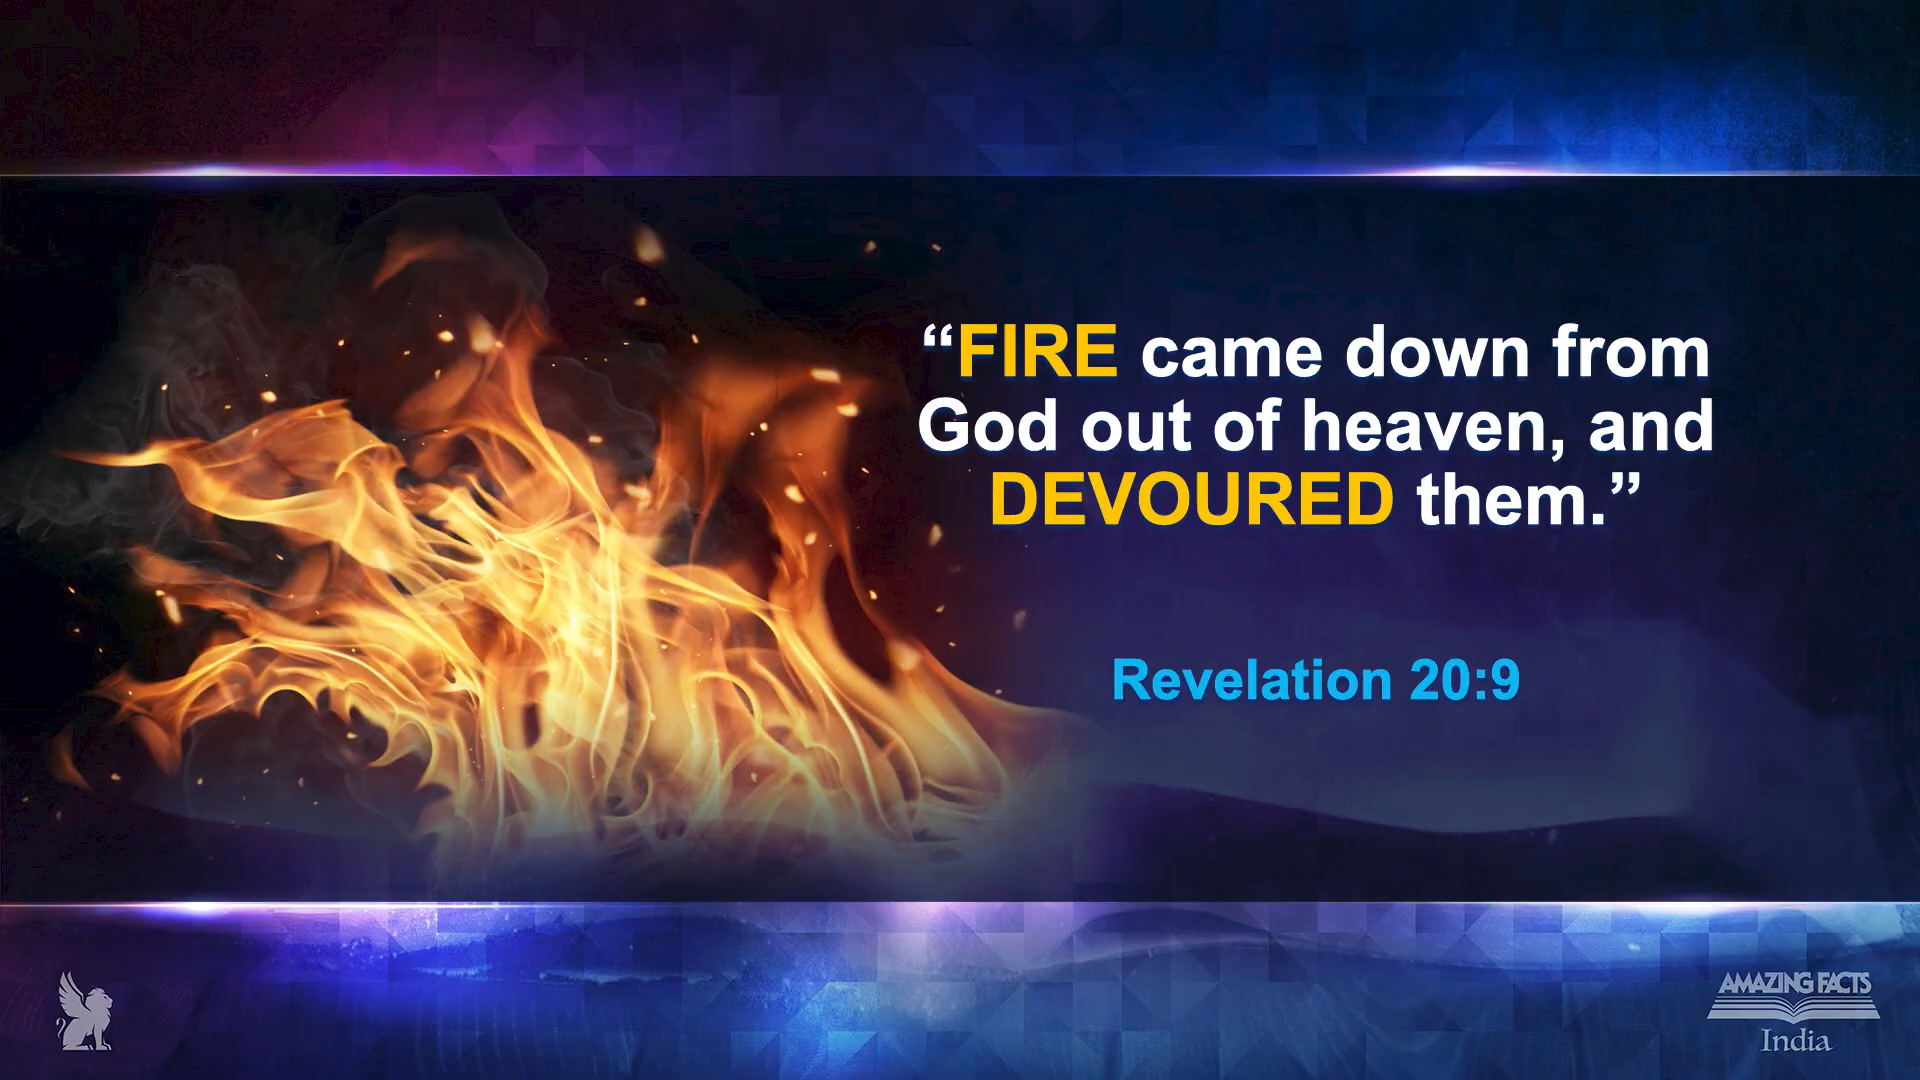 “FIRE came down from
God out of heaven, and
DEVOURED them.”
Revelation 20:9
AMAZING FACTS
India